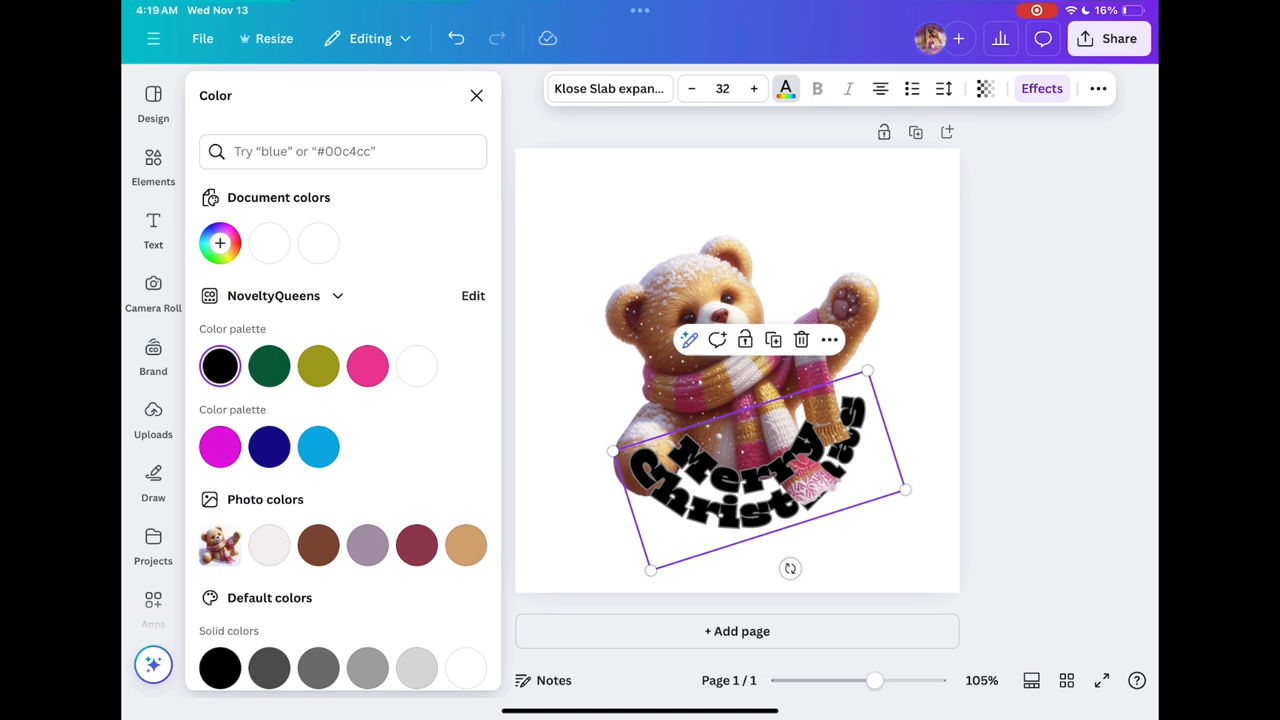 4:19 AM Wed Nov 13
16%
File
Resize
Editing
Share
Design
Elements
Text
Camera Roll
Brand
Uploads
Draw
Projects
Apps
Color
Try “blue” or “#00c4cc”
Document colors
NoveltyQueens
Edit
Color palette
Color palette
Photo colors
Default colors
Solid colors
Klose Slab expan...
32
A
B
I
Effects
Merry
+ Add page
Notes
Page 1 / 1
105%